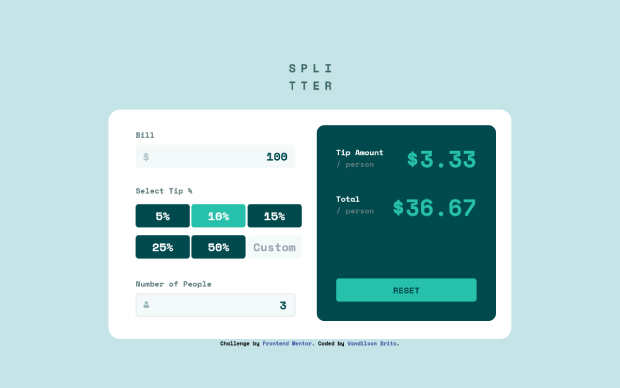 SPLI
TTER
Bill
$ 100
Select Tip %
5% 10% 15%
25% 50% Custom
Number of People
3
Tip Amount
/ person
$3.33
Total
/ person
$36.67
RESET
Challenge by Frontend Mentor. Coded by Vandilson Brito.